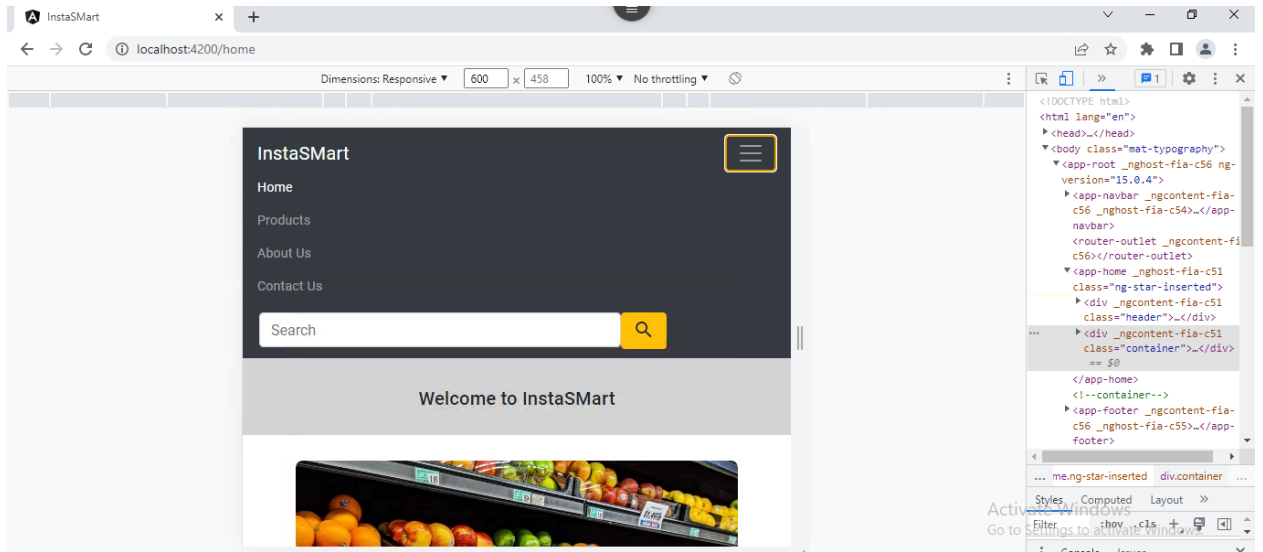 InstaSMart
localhost:4200/home
Dimensions: Responsive ▼ 600 × 458 100% ▼ No throttling ▼
1
InstaSMart
Home
Products
About Us
Contact Us
Search
Welcome to InstaSMart
<!DOCTYPE html>
<html lang="en">
<head>…</head>
<body class="mat-typography">
<app-root _nghost-fia-c56 ng-
version="15.0.4">
<app-navbar _ngcontent-fia-
c56 _nghost-fia-c54>…</app-
navbar>
<router-outlet _ngcontent-fi
c56></router-outlet>
<app-home _nghost-fia-c51
class="ng-star-inserted">
<div _ngcontent-fia-c51
class="header">…</div>
<div _ngcontent-fia-c51
class="container">…</div>
== $0
</app-home>
<!--container-->
<app-footer _ngcontent-fia-
c56 _nghost-fia-c55>…</app-
footer>
... me.ng-star-inserted div.container ...
Styles Computed Layout »
Filter :hov .cls +
Console Issues
Activate Windows
Go to Settings to activate Windows.